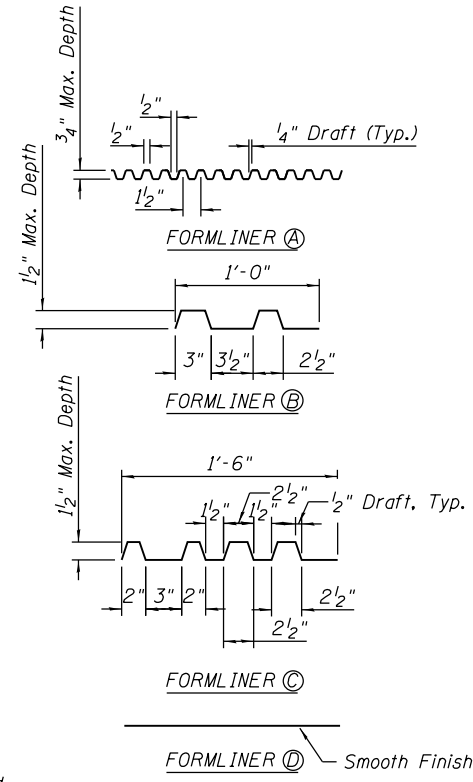 3/4" Max. Depth
1/2"
1/2"
1/4" Draft (Typ.)
1 1/2"
FORMLINER A
1 1/2" Max. Depth
1'-0"
3"
3 1/2"
2 1/2"
FORMLINER B
1 1/2" Max. Depth
1'-6"
2 1/2"
1 1/2"
1 1/2"
1/2" Draft, Typ.
2"
3"
2"
2 1/2"
2 1/2"
FORMLINER C
Smooth Finish
FORMLINER D